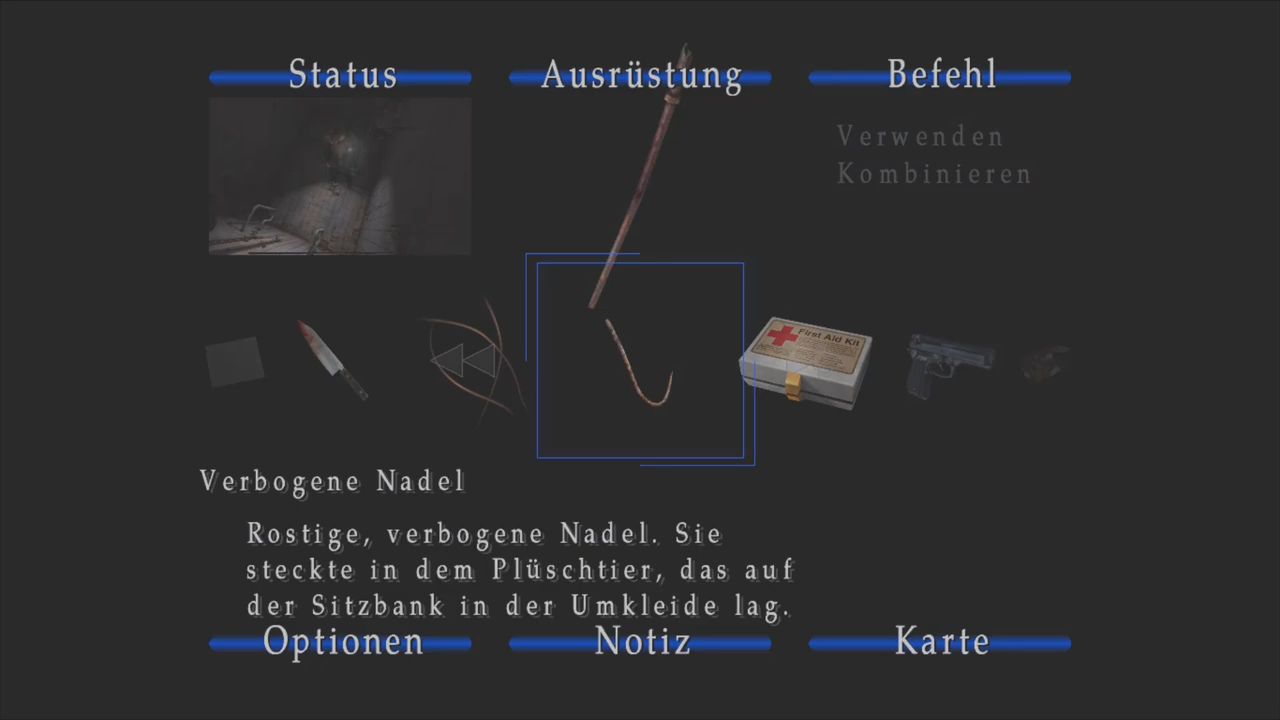 Status
Ausrüstung
Befehl
Verwenden
Kombinieren
First Aid Kit
Verbogene Nadel
Rostige, verbogene Nadel. Sie
steckte in dem Plüschtier, das auf
der Sitzbank in der Umkleide lag.
Optionen
Notiz
Karte